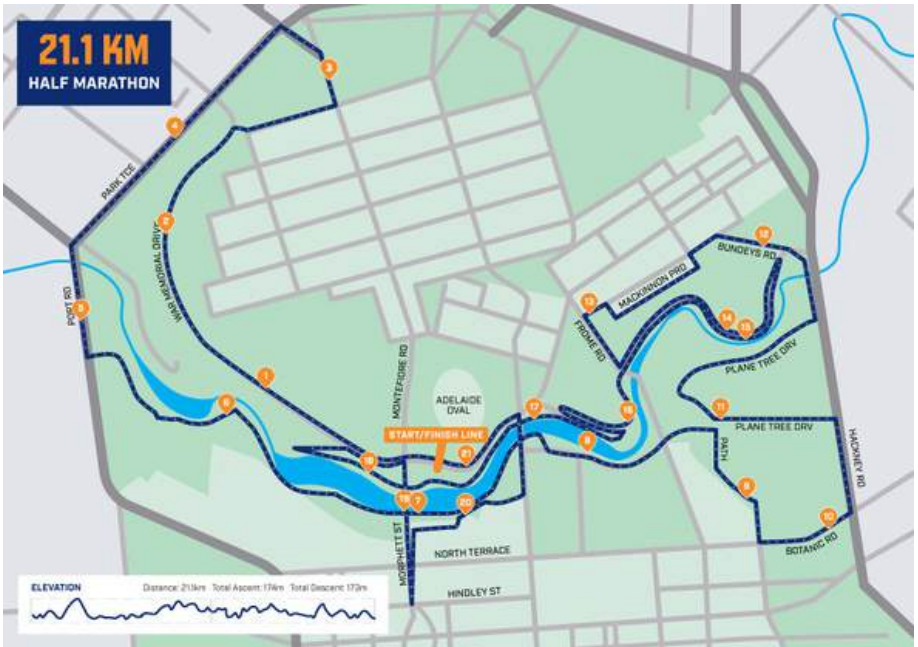 21.1 KM
HALF MARATHON
3
4
PARK TCE
2
WAR MEMORIAL DRIVE
PORT RD
5
1
6
MONTEFIORE RD
ADELAIDE
OVAL
START/FINISH LINE
18
21
19
7
20
MORPHETT ST
NORTH TERRACE
HINDLEY ST
17
8
16
FROME RD
13
MACKINNON PRD
12
BUNDEYS RD
14
15
PLANE TREE DRV
11
PLANE TREE DRV
PATH
9
10
BOTANIC RD
HACKNEY RD
ELEVATION
Distance: 21.1km Total Ascent: 174m Total Descent: 173m